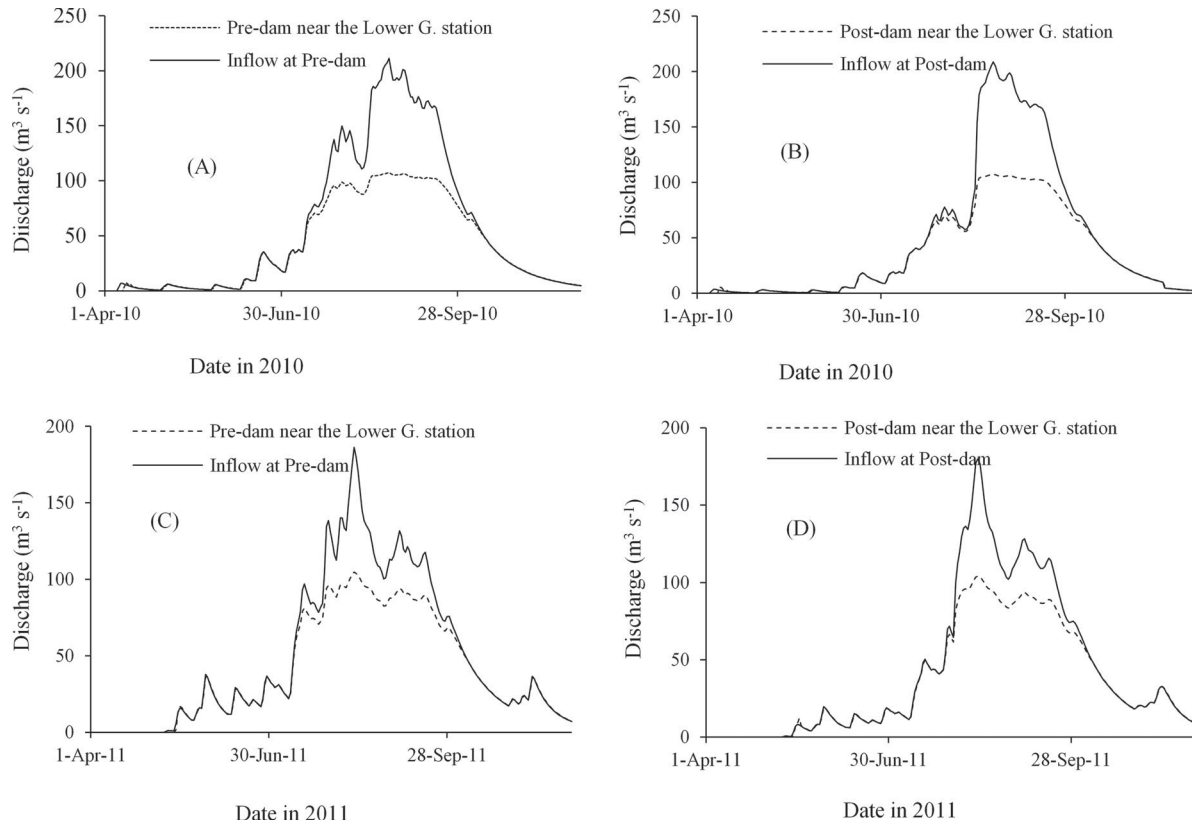 250
200
150
100
50
0
Diischarge (m³ s⁻¹)
Pre-dam near the Lower G. station
Inflow at Pre-dam
(A)
1-Apr-10
30-Jun-10
28-Sep-10
Date in 2010
250
200
150
100
50
0
Discharge (m³ s⁻¹)
Post-dam near the Lower G. station
Inflow at Post-dam
(B)
1-Apr-10
30-Jun-10
28-Sep-10
Date in 2010
200
150
100
50
0
Discharge (m³ s⁻¹)
Pre-dam near the Lower G. station
Inflow at Pre-dam
(C)
1-Apr-11
30-Jun-11
28-Sep-11
Date in 2011
200
150
100
50
0
Discharge (m³ s⁻¹)
Post-dam near the Lower G. station
Inflow at Post-dam
(D)
1-Apr-11
30-Jun-11
28-Sep-11
Date in 2011